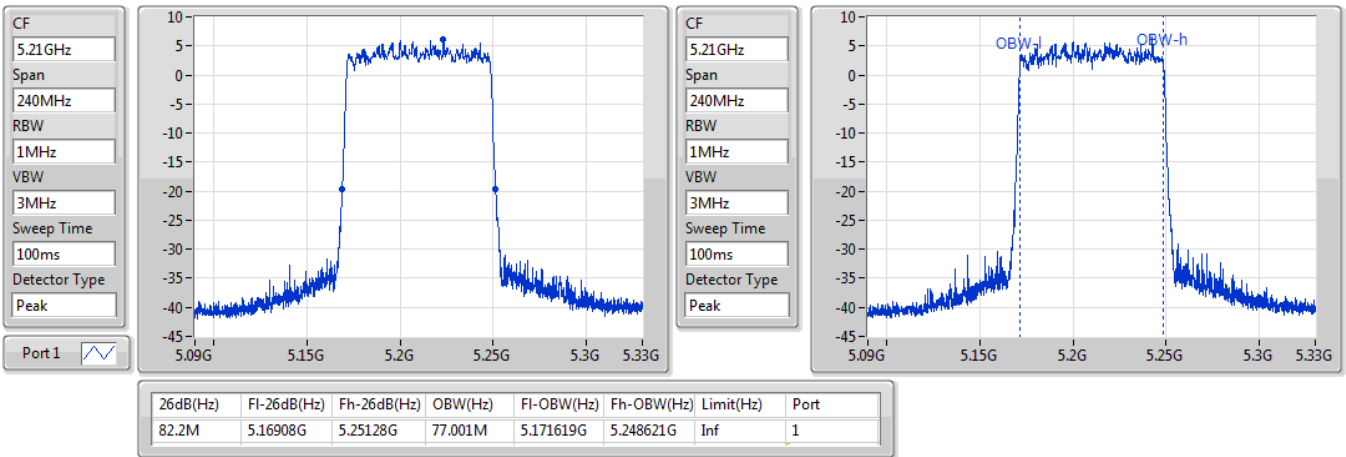 CF
5.21GHz
Span
240MHz
RBW
1MHz
VBW
3MHz
Sweep Time
100ms
Detector Type
Peak
Port 1
10
5
0
-5
-10
-15
-20
-25
-30
-35
-40
-45
5.09G 5.15G 5.2G 5.25G 5.3G 5.33G
CF
5.21GHz
Span
240MHz
RBW
1MHz
VBW
3MHz
Sweep Time
100ms
Detector Type
Peak
10
5
0
-5
-10
-15
-20
-25
-30
-35
-40
-45
OBW-l OBW-h
5.09G 5.15G 5.2G 5.25G 5.3G 5.33G
26dB(Hz) Fl-26dB(Hz) Fh-26dB(Hz) OBW(Hz) Fl-OBW(Hz) Fh-OBW(Hz) Limit(Hz) Port
82.2M 5.16908G 5.25128G 77.001M 5.171619G 5.248621G Inf 1